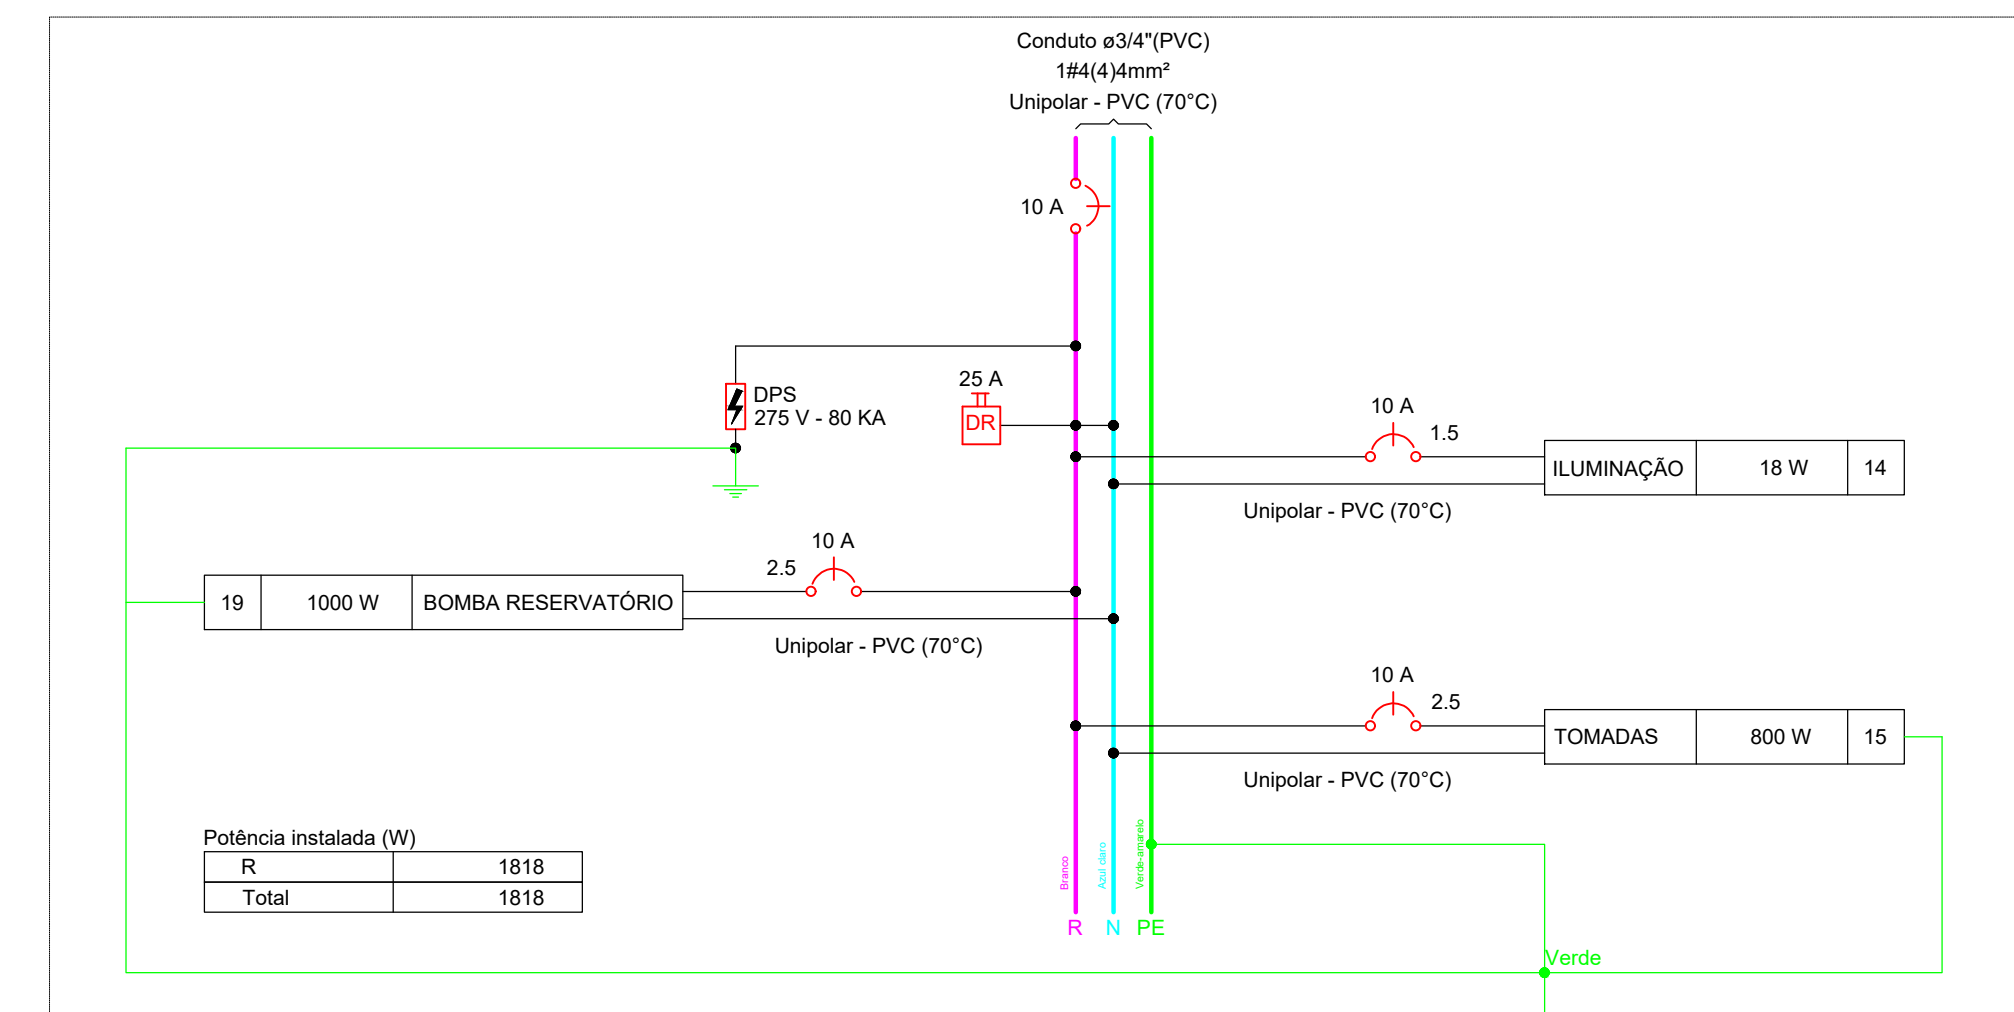 Conduto ø3/4"(PVC)
1#4(4)4mm²
Unipolar - PVC (70°C)
10 A
DPS
275 V - 80 KA
25 A
DR
10 A
1.5
ILUMINAÇÃO 18 W 14
Unipolar - PVC (70°C)
10 A
2.5
19 1000 W BOMBA RESERVATÓRIO
Unipolar - PVC (70°C)
10 A
2.5
TOMADAS 800 W 15
Unipolar - PVC (70°C)
Potência instalada (W)
R 1818
Total 1818
Branco
Azul claro
Verde-amarelo
R N PE
Verde